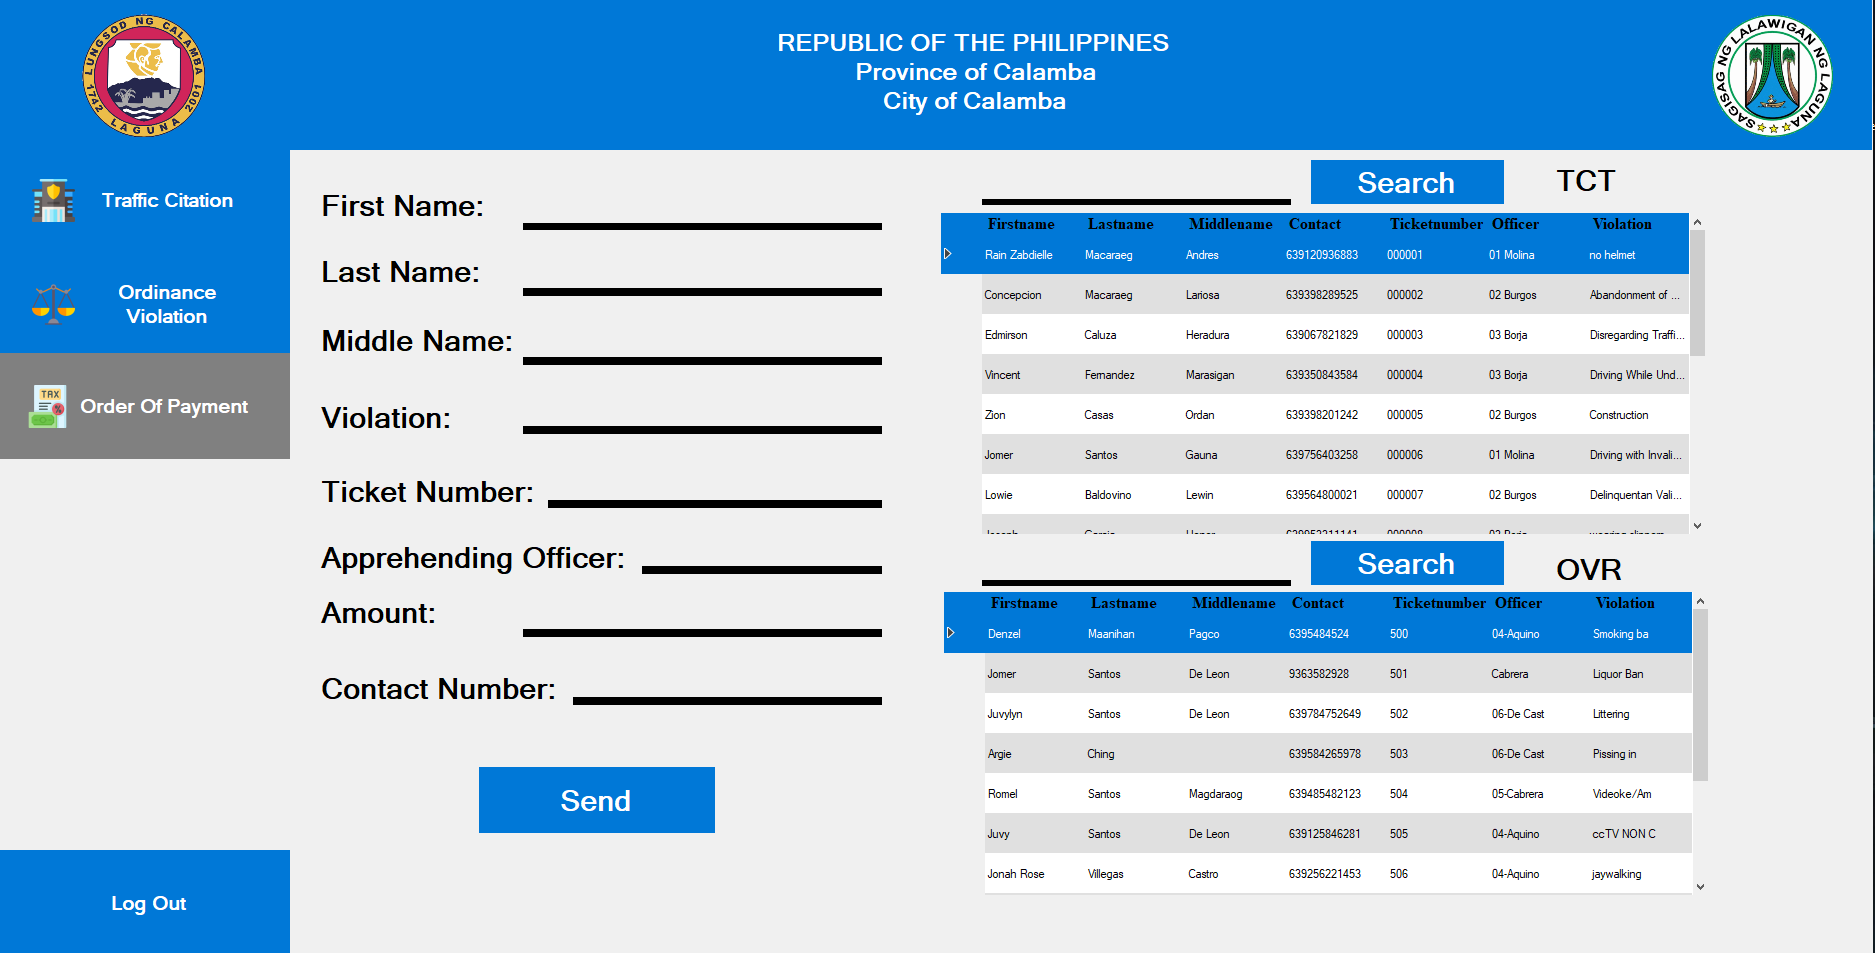 LUNGSOD NG CALAMBA
1742 LAGUNA 2001
REPUBLIC OF THE PHILIPPINES
Province of Calamba
City of Calamba
SAGISAG NG LALAWIGAN NG LAGUNA
Traffic Citation
Ordinance
Violation
TAX
Order Of Payment
Log Out
First Name:
Last Name:
Middle Name:
Violation:
Ticket Number:
Apprehending Officer:
Amount:
Contact Number:
Send
Search TCT
Firstname Lastname Middlename Contact Ticketnumber Officer Violation
Rain Zabdielle Macaraeg Andres 639120936883 000001 01 Molina no helmet
Concepcion Macaraeg Lariosa 639398289525 000002 02 Burgos Abandonment of ...
Edmirson Caluza Heradura 639067821829 000003 03 Borja Disregarding Traffi...
Vincent Fernandez Marasigan 639350843584 000004 03 Borja Driving While Und...
Zion Casas Ordan 639398201242 000005 02 Burgos Construction
Jomer Santos Gauna 639756403258 000006 01 Molina Driving with Invali...
Lowie Baldovino Lewin 639564800021 000007 02 Burgos Delinquentan Vali...
Search OVR
Firstname Lastname Middlename Contact Ticketnumber Officer Violation
Denzel Maanihan Pagco 6395484524 500 04-Aquino Smoking ba
Jomer Santos De Leon 9363582928 501 Cabrera Liquor Ban
Juvylyn Santos De Leon 639784752649 502 06-De Cast Littering
Argie Ching 639584265978 503 06-De Cast Pissing in
Romel Santos Magdaraog 639485482123 504 05-Cabrera Videoke/Am
Juvy Santos De Leon 639125846281 505 04-Aquino ccTV NON C
Jonah Rose Villegas Castro 639256221453 506 04-Aquino jaywalking